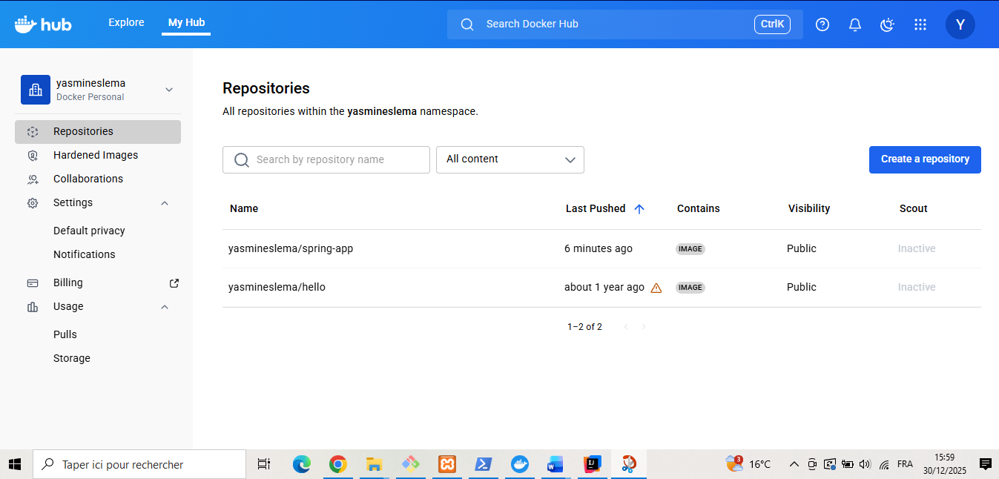 hub
Explore
My Hub
Search Docker Hub
CtrlK
Y
yasmineslema
Docker Personal
Repositories
Hardened Images
Collaborations
Settings
Default privacy
Notifications
Billing
Usage
Pulls
Storage
Repositories
All repositories within the yasmineslema namespace.
Search by repository name
All content
Create a repository
Name Last Pushed Contains Visibility Scout
yasmineslema/spring-app 6 minutes ago IMAGE Public Inactive
yasmineslema/hello about 1 year ago IMAGE Public Inactive
1–2 of 2
Taper ici pour rechercher
3
16°C
FRA
15:59
30/12/2025